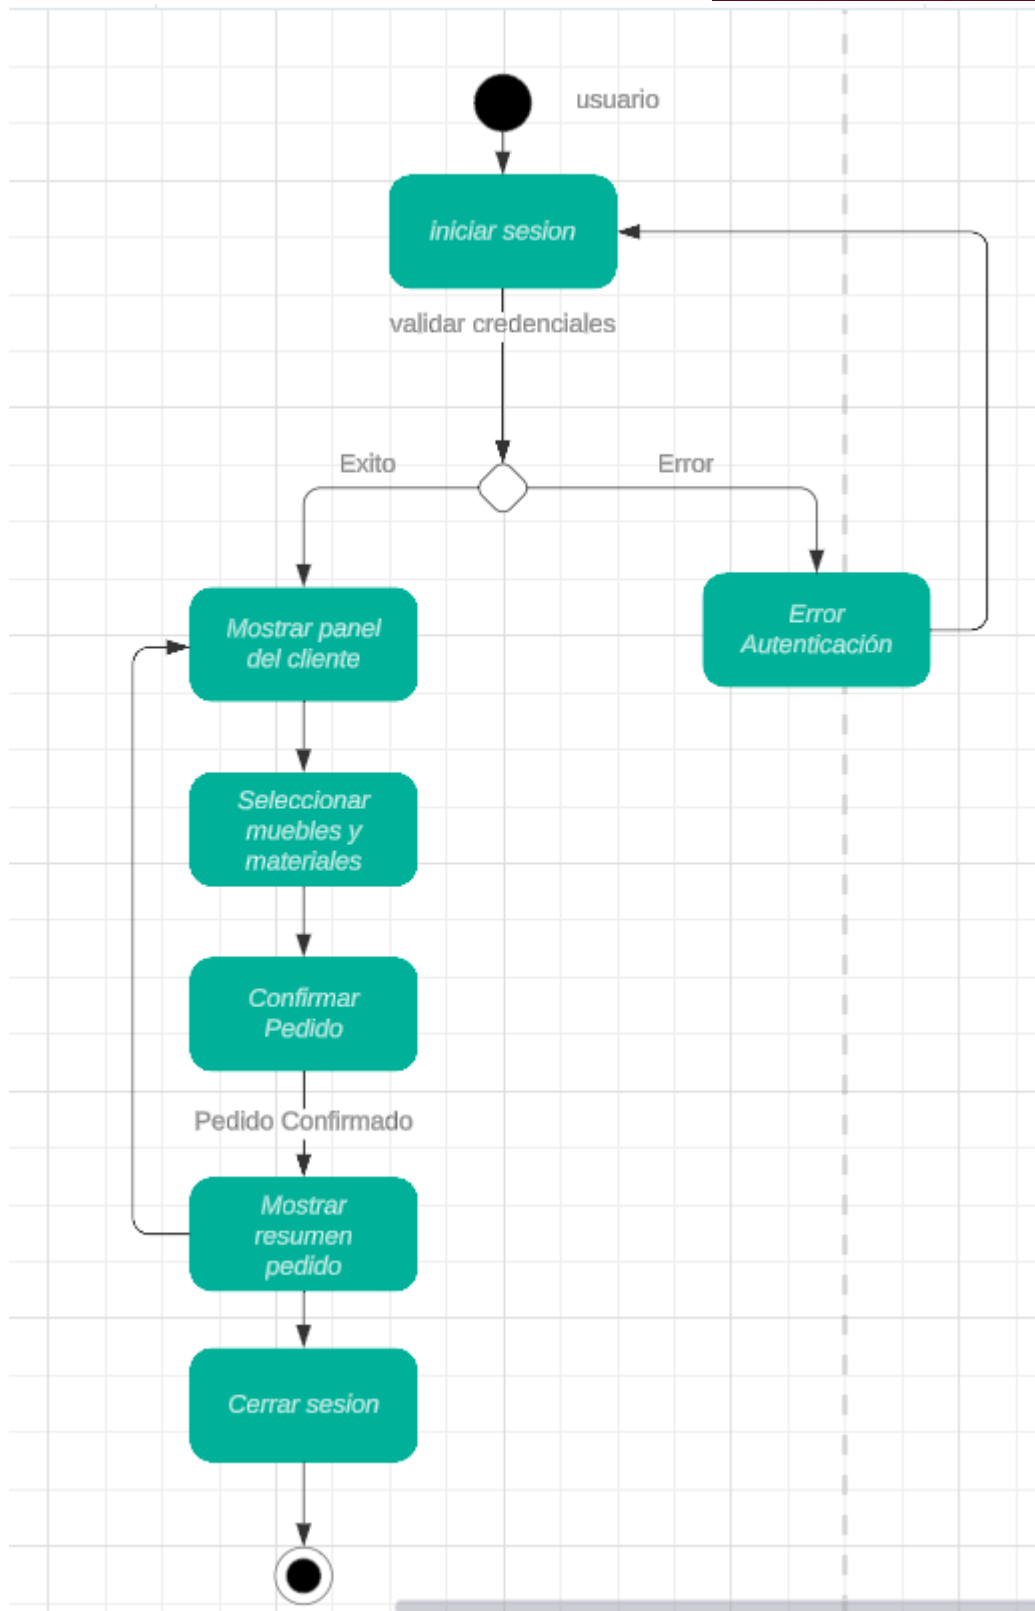 usuario
iniciar sesion
validar credenciales
Exito
Error
Mostrar panel
del cliente
Error
Autenticación
Seleccionar
muebles y
materiales
Confirmar
Pedido
Pedido Confirmado
Mostrar
resumen
pedido
Cerrar sesion